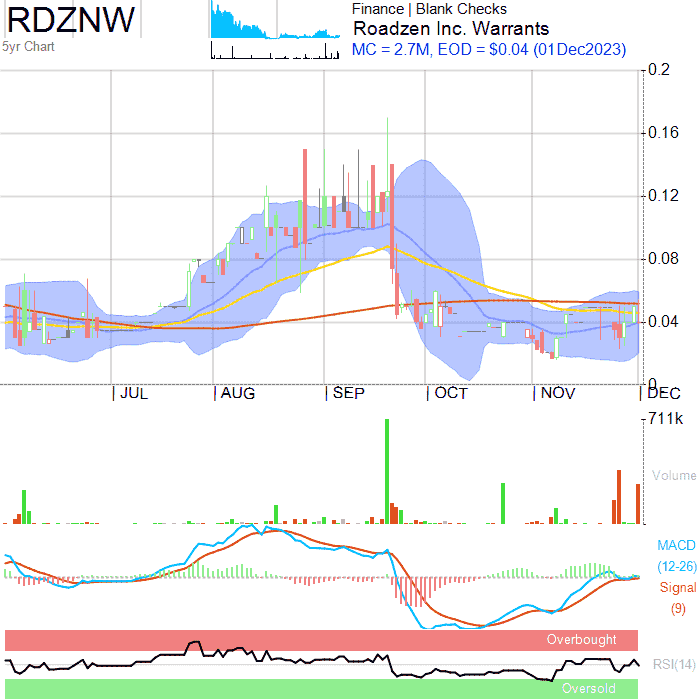 RDZNW
5yr Chart
Finance | Blank Checks
Roadzen Inc. Warrants
MC = 2.7M, EOD = $0.04 (01Dec2023)
0.2
0.16
0.12
0.08
0.04
0
JUL AUG SEP OCT NOV DEC
711k
Volume
MACD
(12-26)
Signal
(9)
Overbought
RSI(14)
Oversold